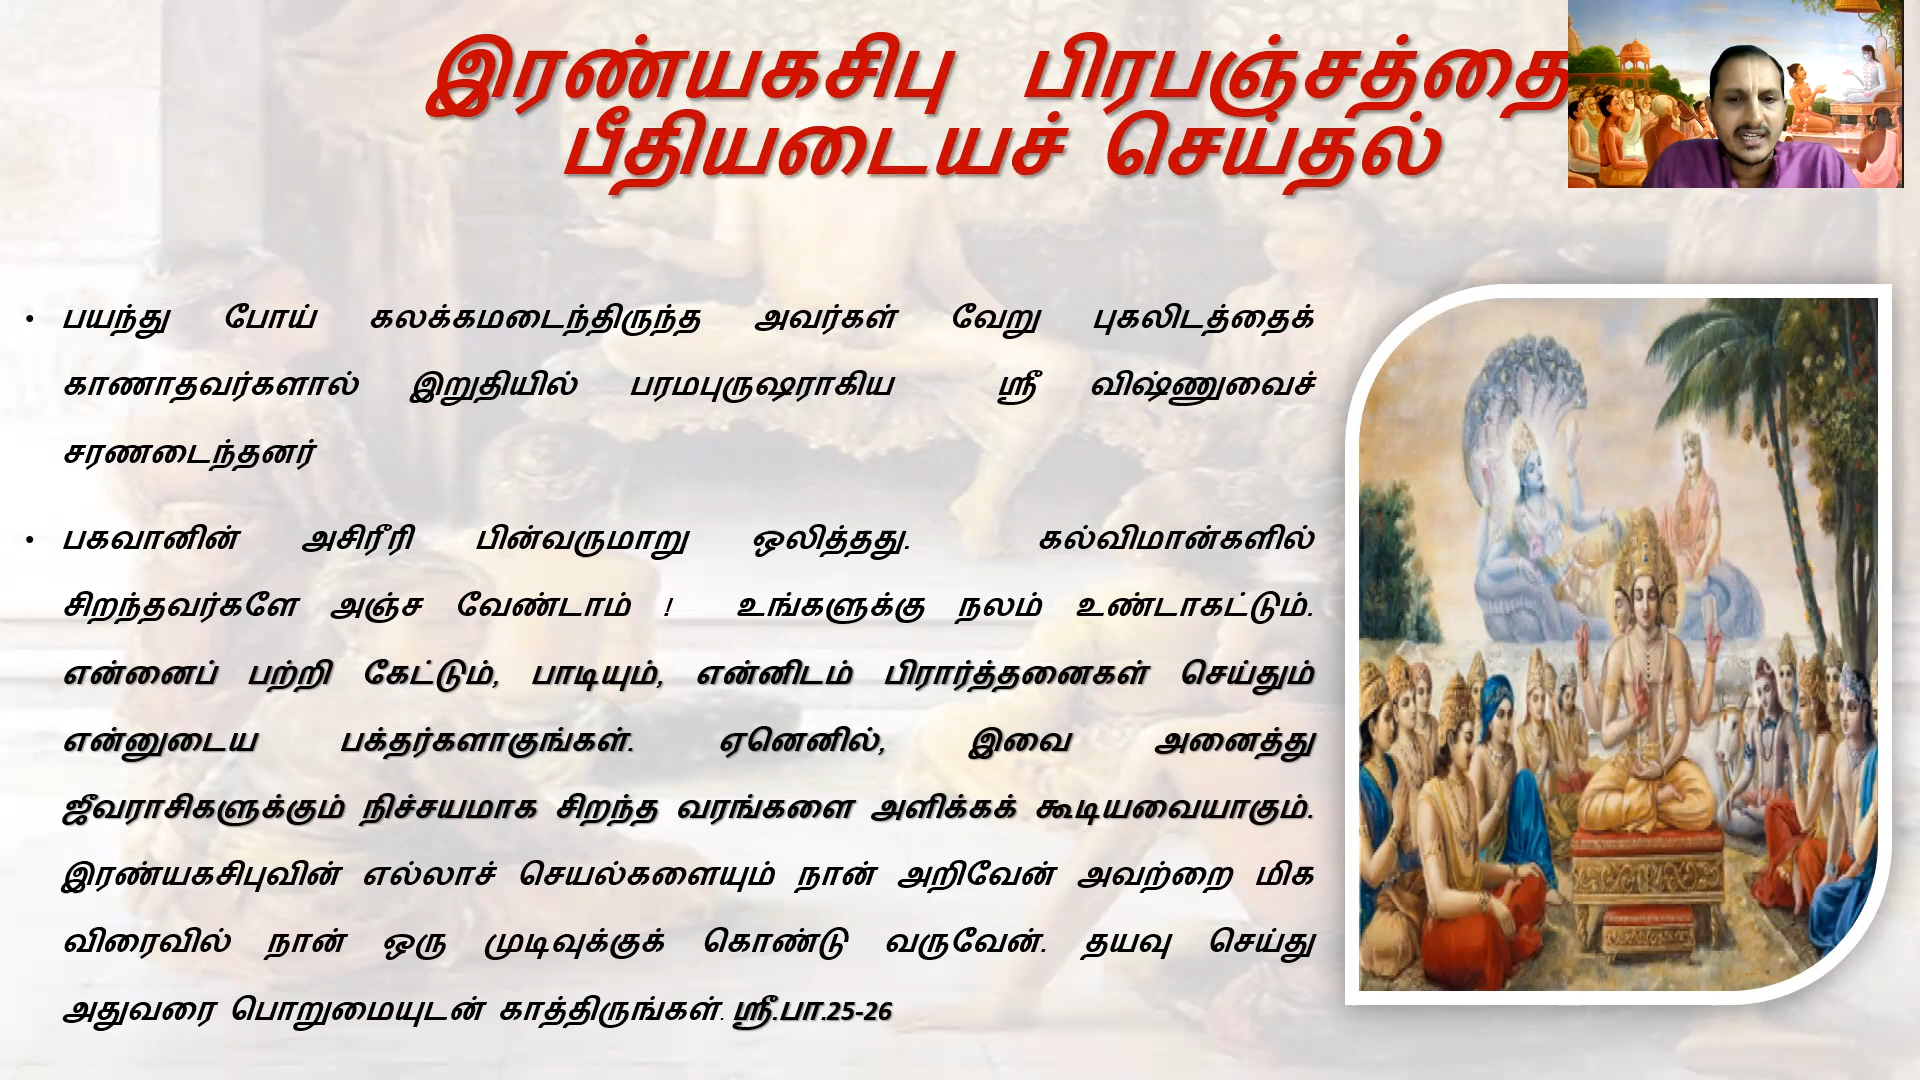 இரண்யகசிபு பிரபஞ்சத்தை
பீதியடையச் செய்தல்
• பயந்து போய் கலக்கமடைந்திருந்த அவர்கள் வேறு புகலிடத்தைக்
காணாதவர்களால் இறுதியில் பரமபுருஷராகிய ஸ்ரீ விஷ்ணுவைச்
சரணடைந்தனர்
• பகவானின் அசிரீரி பின்வருமாறு ஒலித்தது. கல்விமான்களில்
சிறந்தவர்களே அஞ்ச வேண்டாம் ! உங்களுக்கு நலம் உண்டாகட்டும்.
என்னைப் பற்றி கேட்டும், பாடியும், என்னிடம் பிரார்த்தனைகள் செய்தும்
என்னுடைய பக்தர்களாகுங்கள். ஏனெனில், இவை அனைத்து
ஜீவராசிகளுக்கும் நிச்சயமாக சிறந்த வரங்களை அளிக்கக் கூடியவையாகும்.
இரண்யகசிபுவின் எல்லாச் செயல்களையும் நான் அறிவேன் அவற்றை மிக
விரைவில் நான் ஒரு முடிவுக்குக் கொண்டு வருவேன். தயவு செய்து
அதுவரை பொறுமையுடன் காத்திருங்கள். ஸ்ரீ.பா.25-26